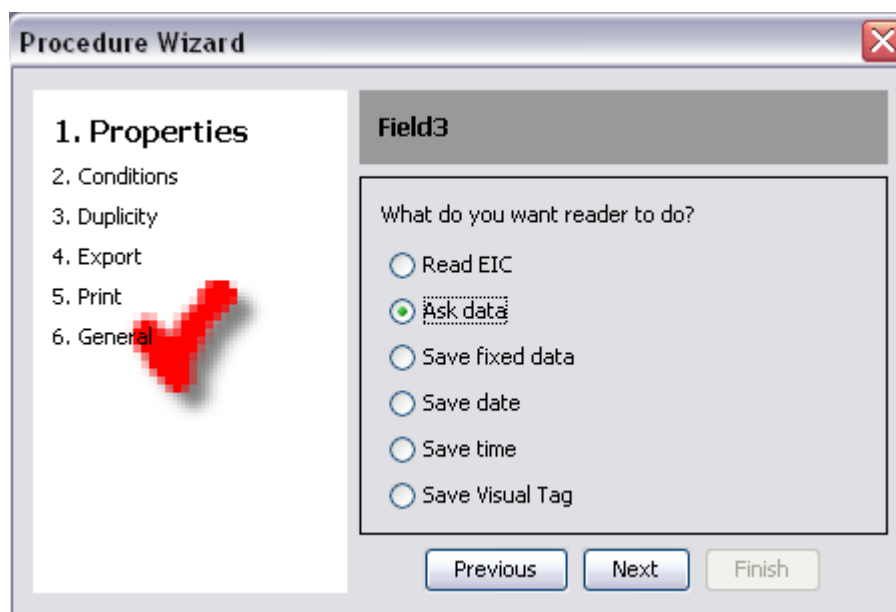 Procedure Wizard
1. Properties
2. Conditions
3. Duplicity
4. Export
5. Print
6. General
Field3
What do you want reader to do?
Read EIC
Ask data
Save fixed data
Save date
Save time
Save Visual Tag
Previous
Next
Finish